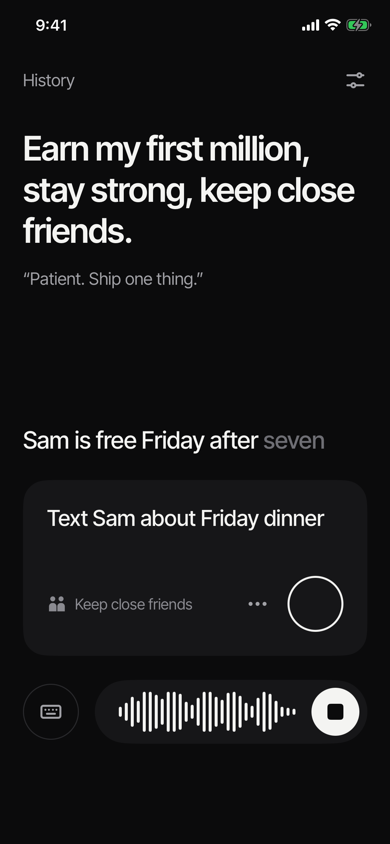 9:41
History
Earn my first million,
stay strong, keep close
friends.
“Patient. Ship one thing.”
Sam is free Friday after seven
Text Sam about Friday dinner
Keep close friends